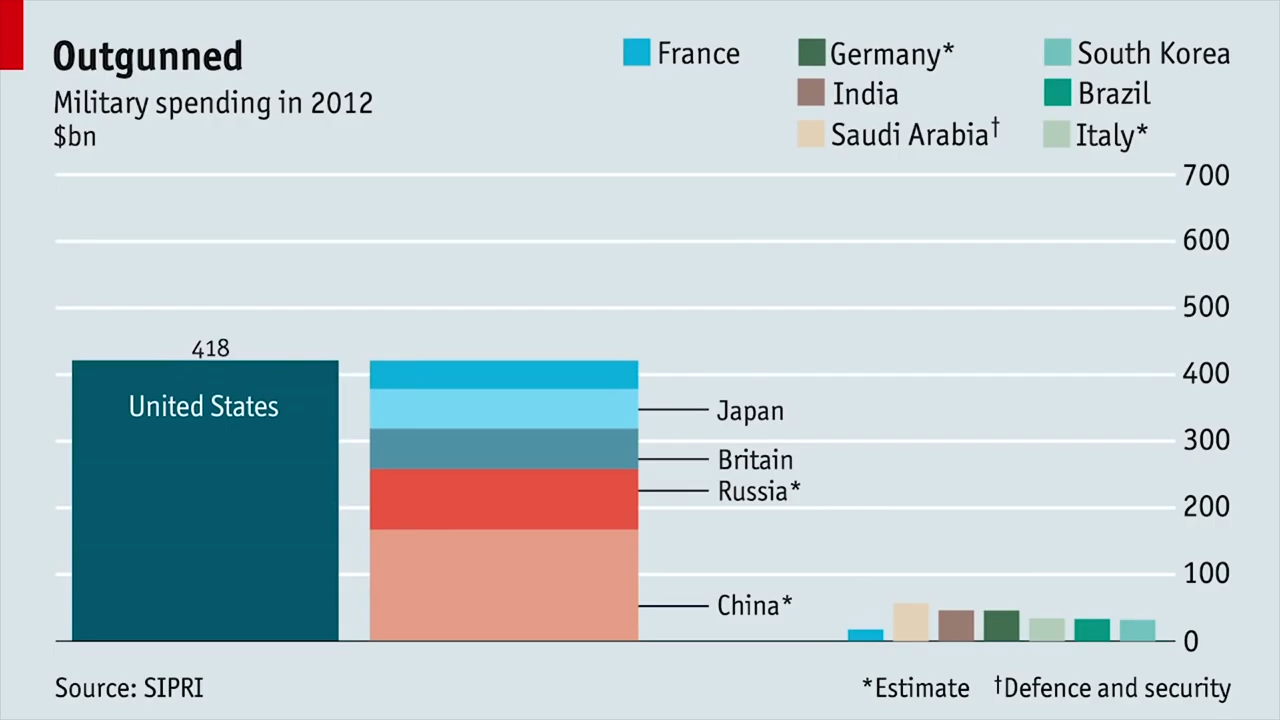 Outgunned
Military spending in 2012
$bn
France
Germany*
South Korea
India
Brazil
Saudi Arabia†
Italy*
700
600
500
418
400
United States
Japan
300
Britain
Russia*
200
100
China*
0
Source: SIPRI
*Estimate †Defence and security